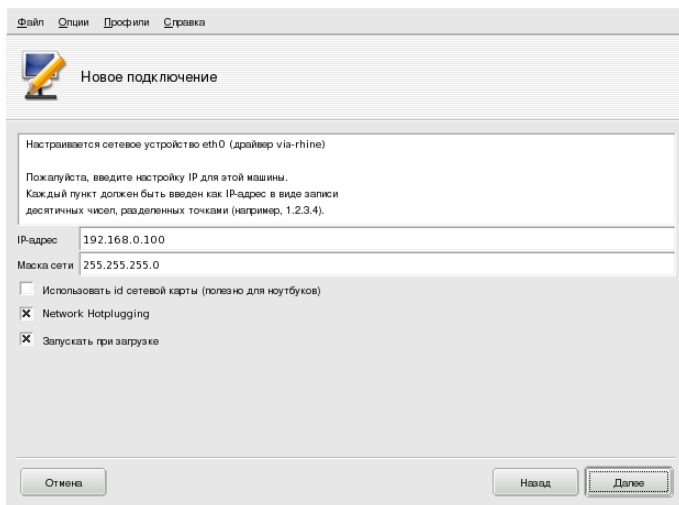 Файл Опции Профили Справка
Новое подключение
Настраивается сетевое устройство eth0 (драйвер via-rhine)
Пожалуйста, введите настройку IP для этой машины.
Каждый пункт должен быть введен как IP-адрес в виде записи
десятичных чисел, разделенных точками (например, 1.2.3.4).
IP-адрес 192.168.0.100
Маска сети 255.255.255.0
Использовать id сетевой карты (полезно для ноутбуков)
Network Hotplugging
Запускать при загрузке
Отмена Назад Далее